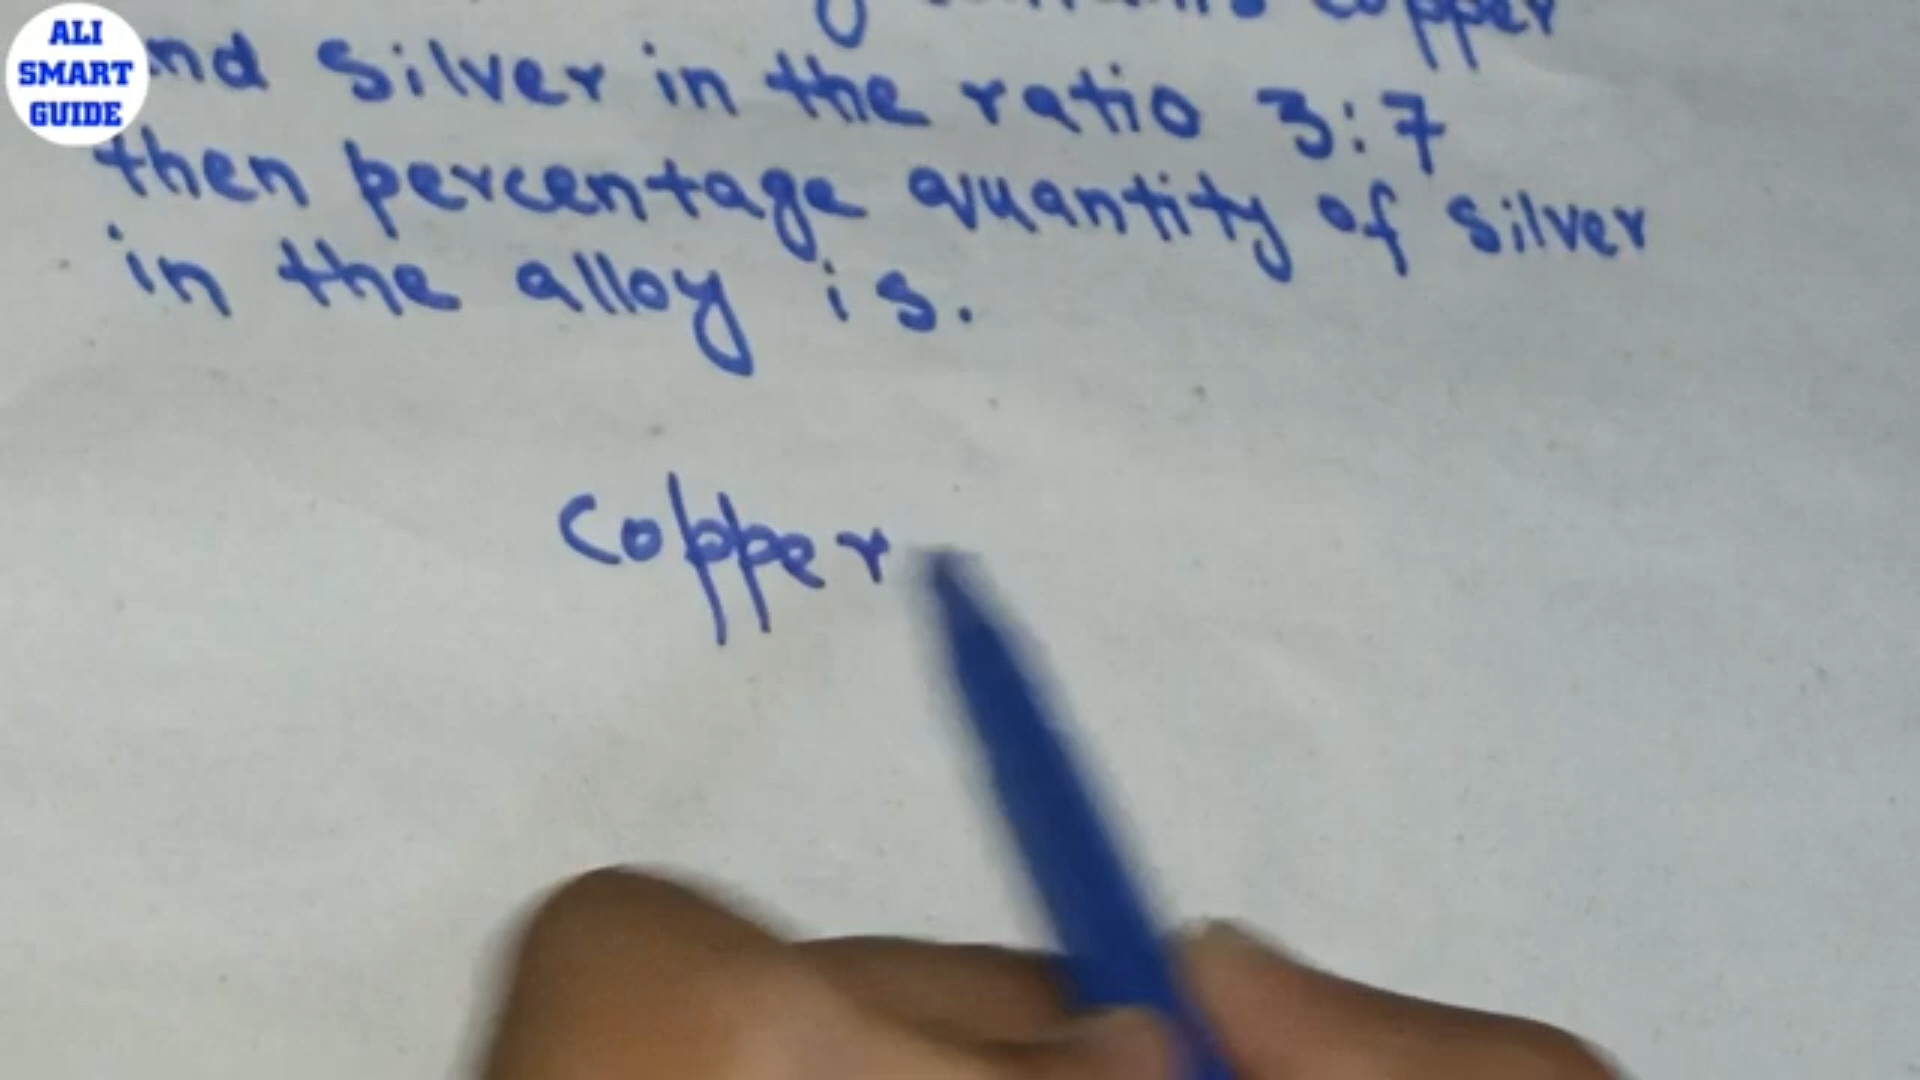 ALI
SMART
GUIDE
copper
and silver in the ratio 3:7
then percentage quantity of silver
in the alloy is.
copper